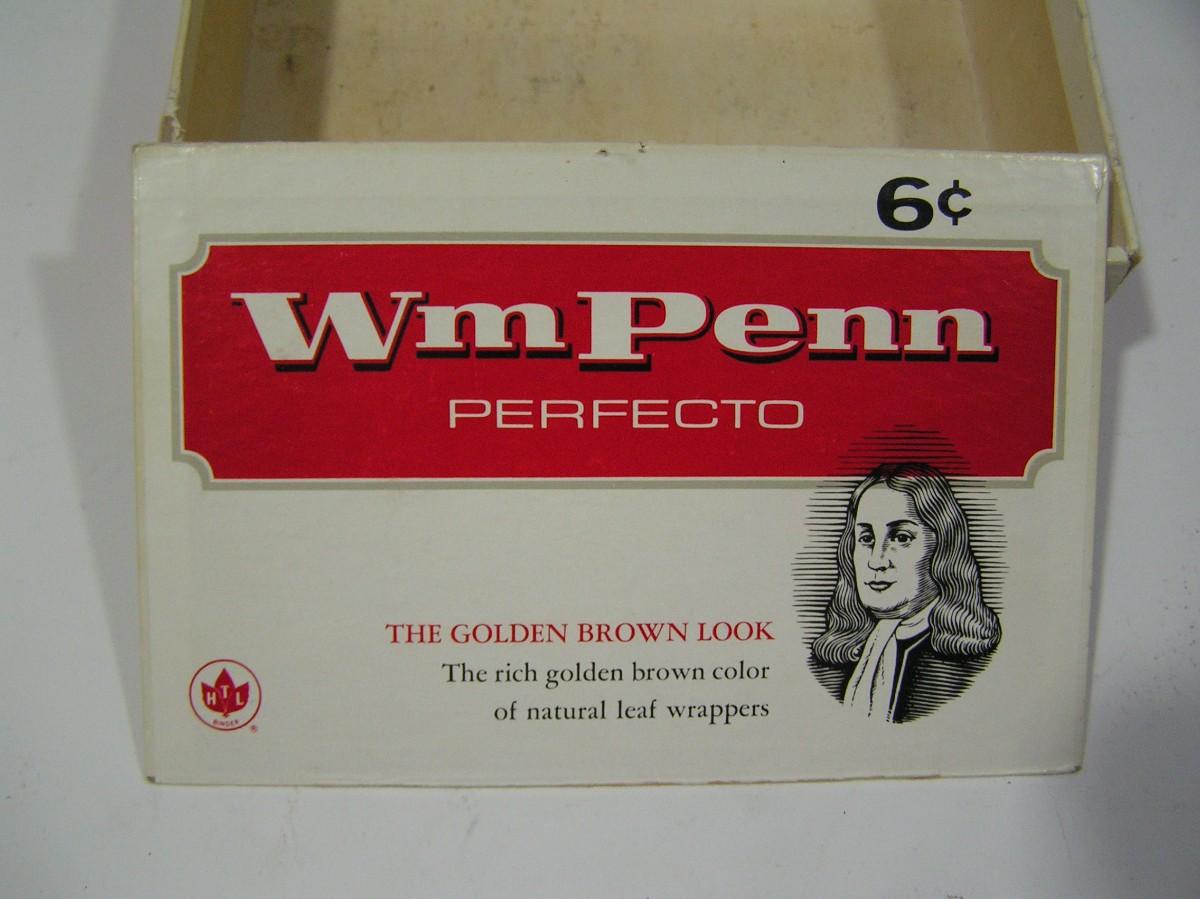 6¢
Wm Penn
PERFECTO
THE GOLDEN BROWN LOOK
The rich golden brown color
of natural leaf wrappers
HTL
BINDER
®